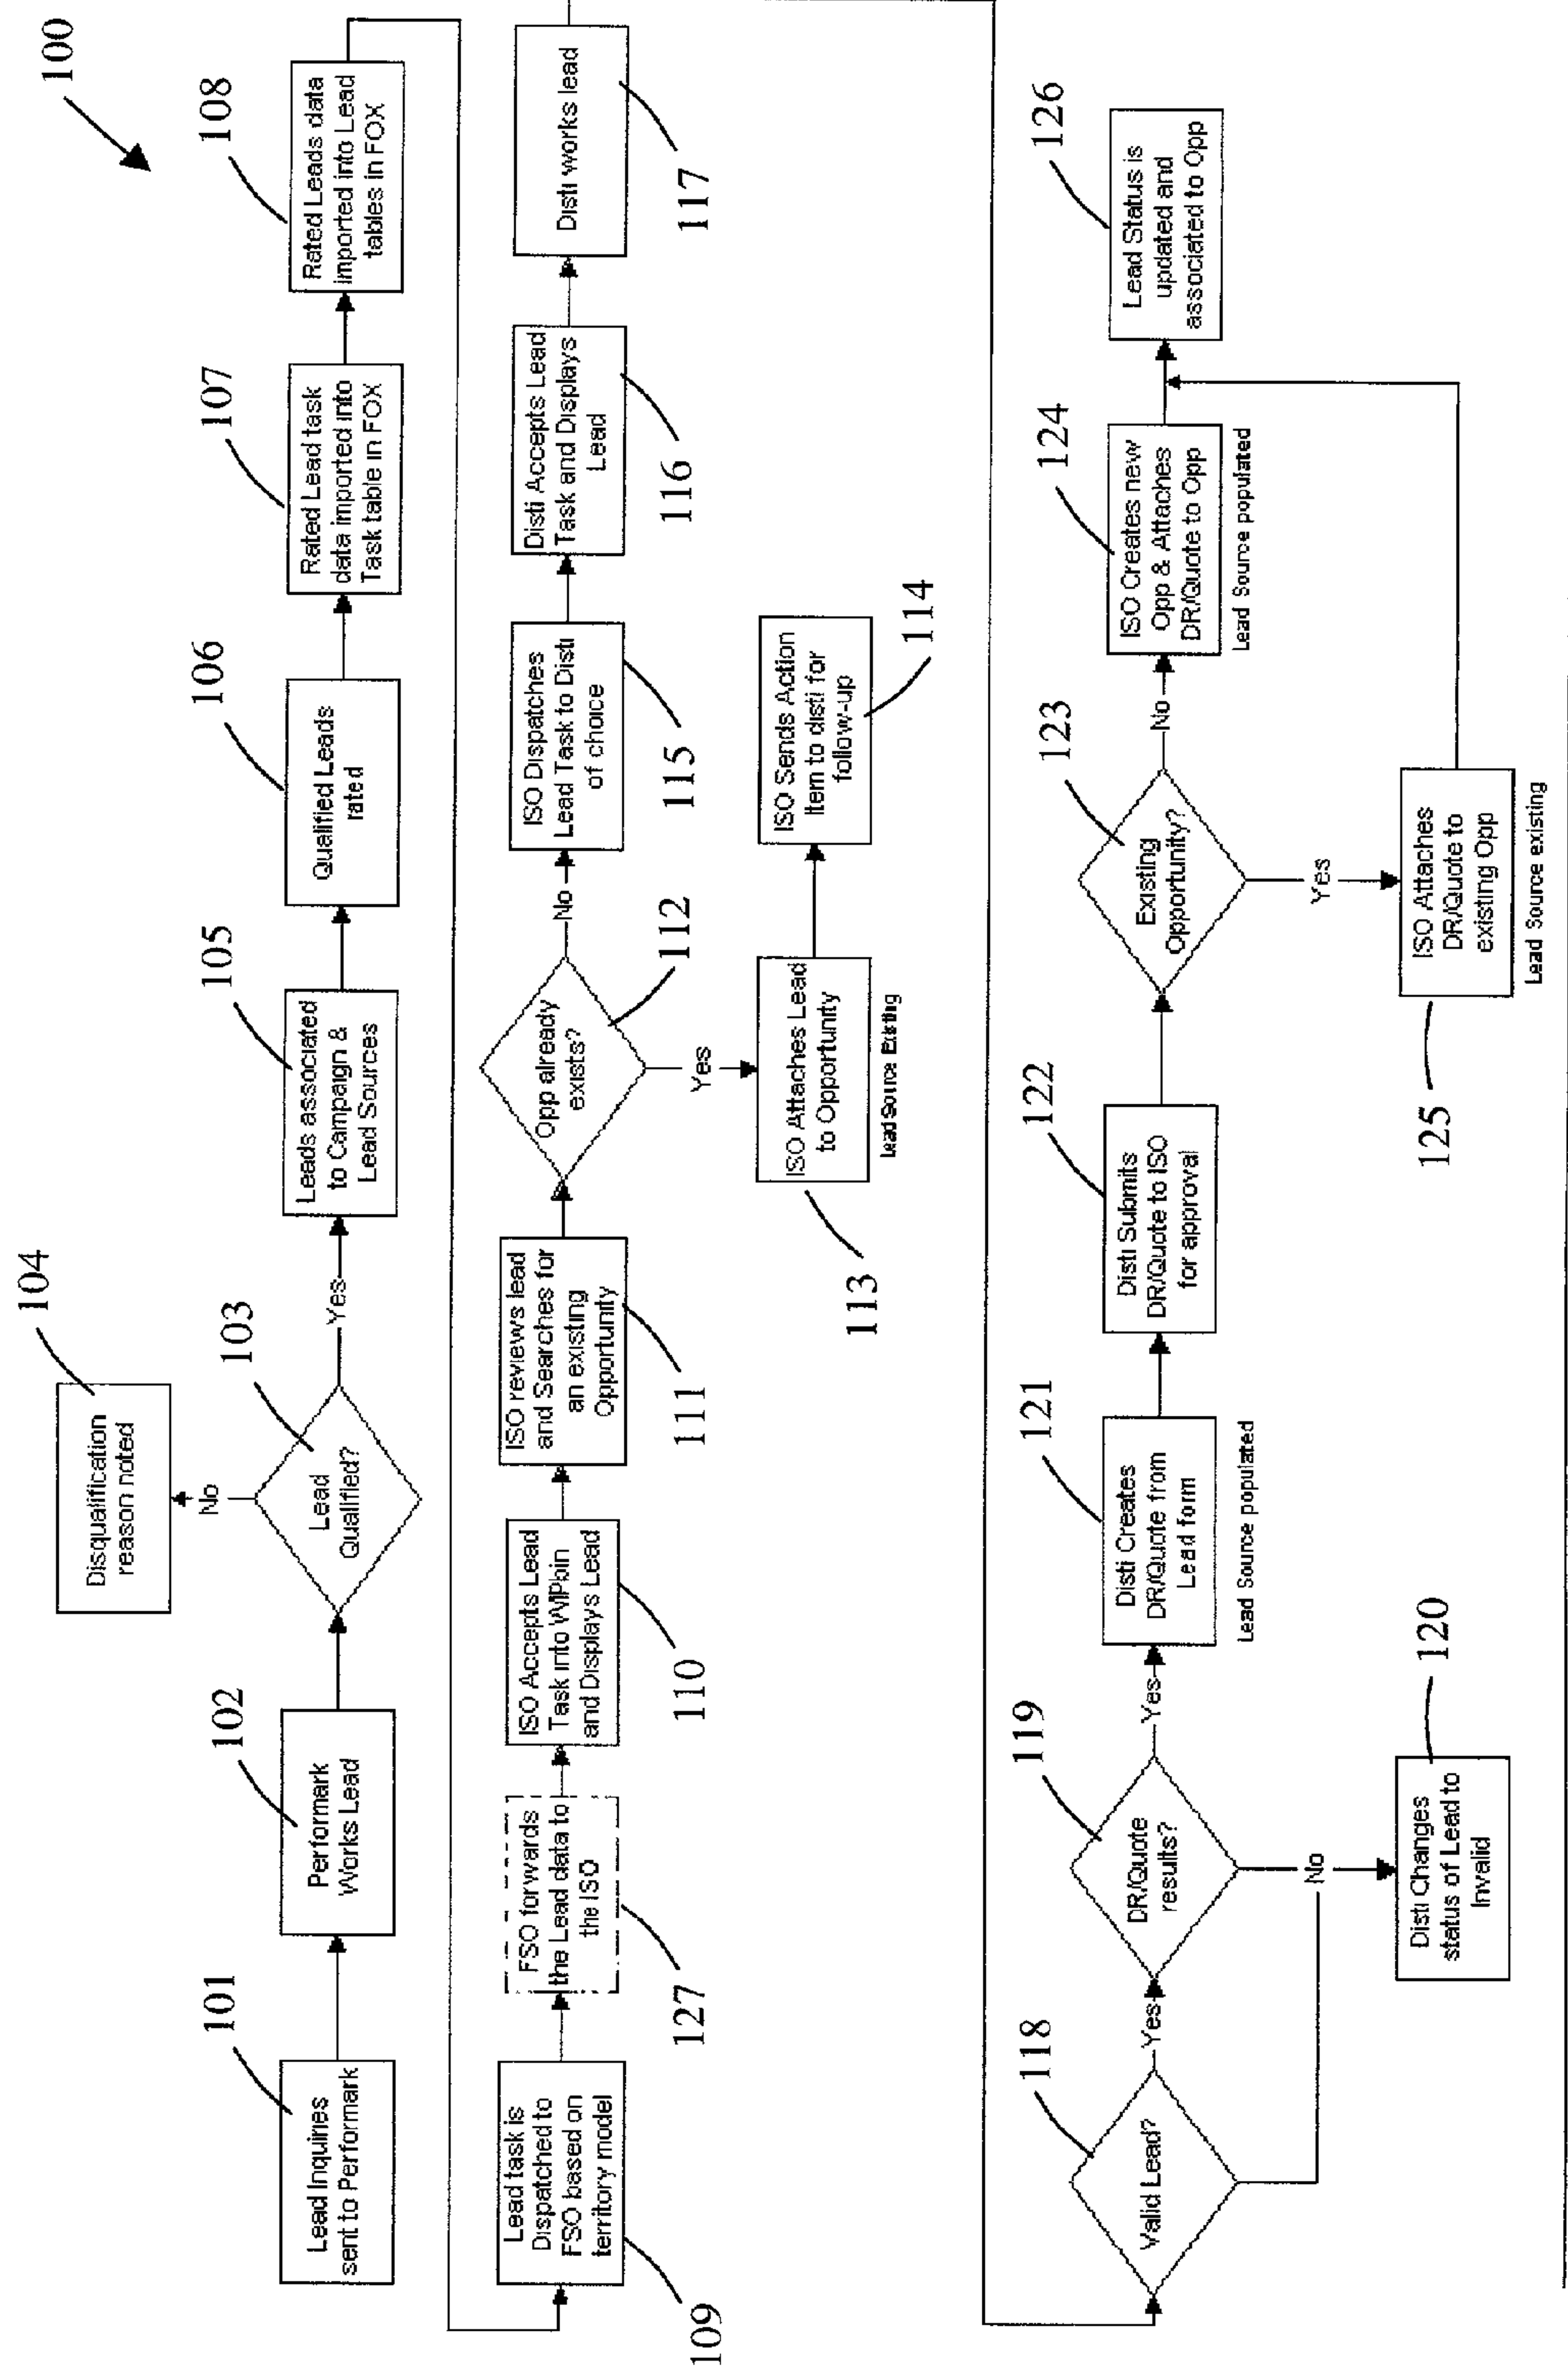 100
101
Lead Inquiries
sent to Performark
102
Performark
Works Lead
103
Lead
Qualified?
No
104
Disqualification
reason noted
Yes
105
Leads associated
to Campaign &
Lead Sources
106
Qualified Leads
rated
107
Rated Lead task
data imported into
Task table in FOX
108
Rated Leads data
imported into Lead
tables in FOX
109
Lead task is
Dispatched to
FSO based on
territory model
127
FSO forwards
the Lead data to
the ISO
110
ISO Accepts Lead
Task into WIPbin
and Displays Lead
111
ISO reviews lead
and Searches for
an existing
Opportunity
112
Opp already
exists?
Yes
113
ISO Attaches Lead
to Opportunity
Lead Source Existing
114
ISO Sends Action
Item to disti for
follow-up
No
115
ISO Dispatches
Lead Task to Disti
of choice
116
Disti Accepts Lead
Task and Displays
Lead
117
Disti works lead
118
Valid Lead?
Yes
119
DR/Quote
results?
No
120
Disti Changes
status of Lead to
Invalid
Yes
121
Disti Creates
DR/Quote from
Lead form
Lead Source populated
122
Disti Submits
DR/Quote to ISO
for approval
123
Existing
Opportunity?
Yes
125
ISO Attaches
DR/Quote to
existing Opp
Lead Source existing
No
124
ISO Creates new
Opp & Attaches
DR/Quote to Opp
Lead Source populated
126
Lead Status is
updated and
associated to Opp